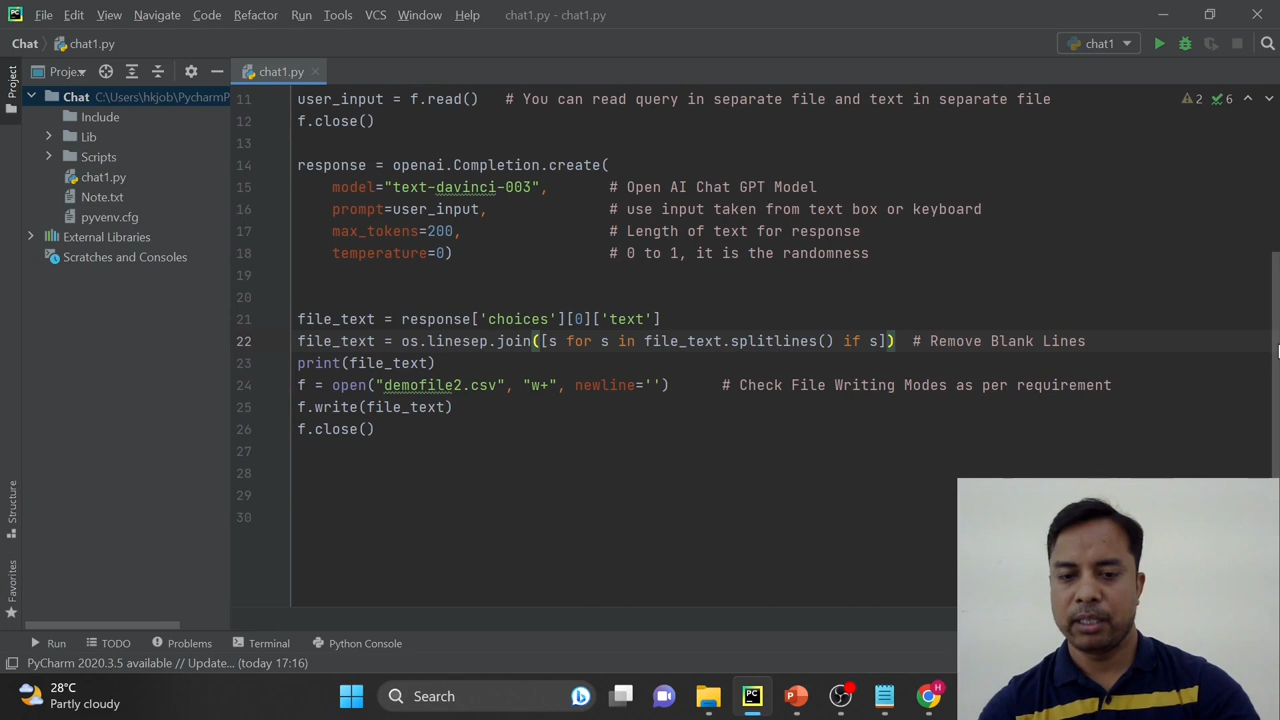 File Edit View Navigate Code Refactor Run Tools VCS Window Help chat1.py - chat1.py
Chat chat1.py chat1
Project
Proje... chat1.py
Chat C:\Users\hkjob\PycharmP
Include
Lib
Scripts
chat1.py
Note.txt
pyvenv.cfg
External Libraries
Scratches and Consoles
2 6
11 user_input = f.read() # You can read query in separate file and text in separate file
12 f.close()
13
14 response = openai.Completion.create(
15 model="text-davinci-003", # Open AI Chat GPT Model
16 prompt=user_input, # use input taken from text box or keyboard
17 max_tokens=200, # Length of text for response
18 temperature=0) # 0 to 1, it is the randomness
19
20
21 file_text = response['choices'][0]['text']
22 file_text = os.linesep.join([s for s in file_text.splitlines() if s]) # Remove Blank Lines
23 print(file_text)
24 f = open("demofile2.csv", "w+", newline='') # Check File Writing Modes as per requirement
25 f.write(file_text)
26 f.close()
27
28
29
30
Structure
Favorites
Run TODO Problems Terminal Python Console
PyCharm 2020.3.5 available // Update... (today 17:16)
28°C
Partly cloudy
Search
H